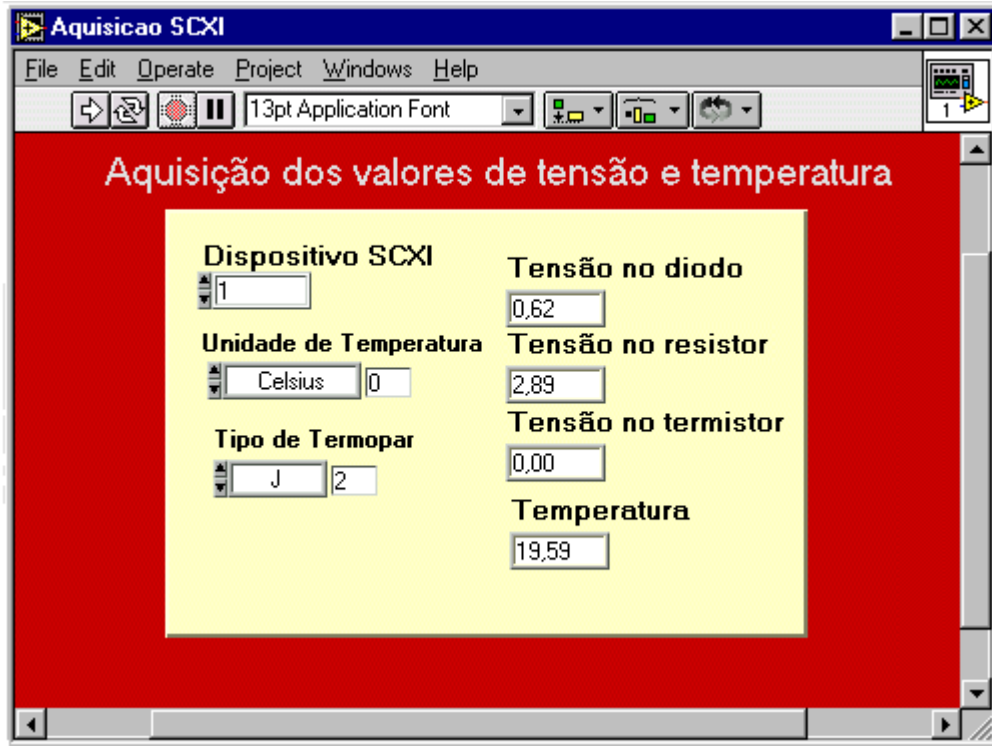 Aquisicao SCXI
File Edit Operate Project Windows Help
13pt Application Font
1
Aquisição dos valores de tensão e temperatura
Dispositivo SCXI
1
Unidade de Temperatura
Celsius 0
Tipo de Termopar
J 2
Tensão no diodo
0,62
Tensão no resistor
2,89
Tensão no termistor
0,00
Temperatura
19,59